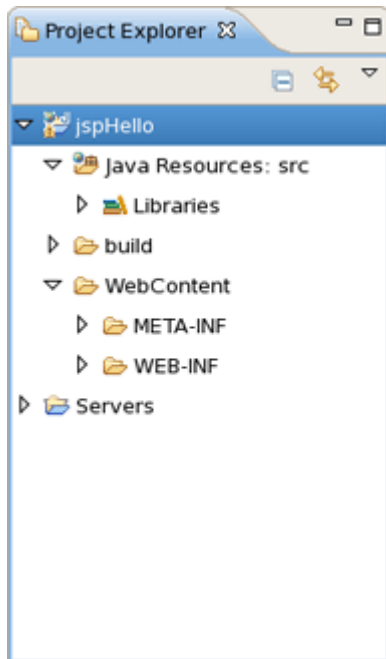 Project Explorer
jspHello
Java Resources: src
Libraries
build
WebContent
META-INF
WEB-INF
Servers